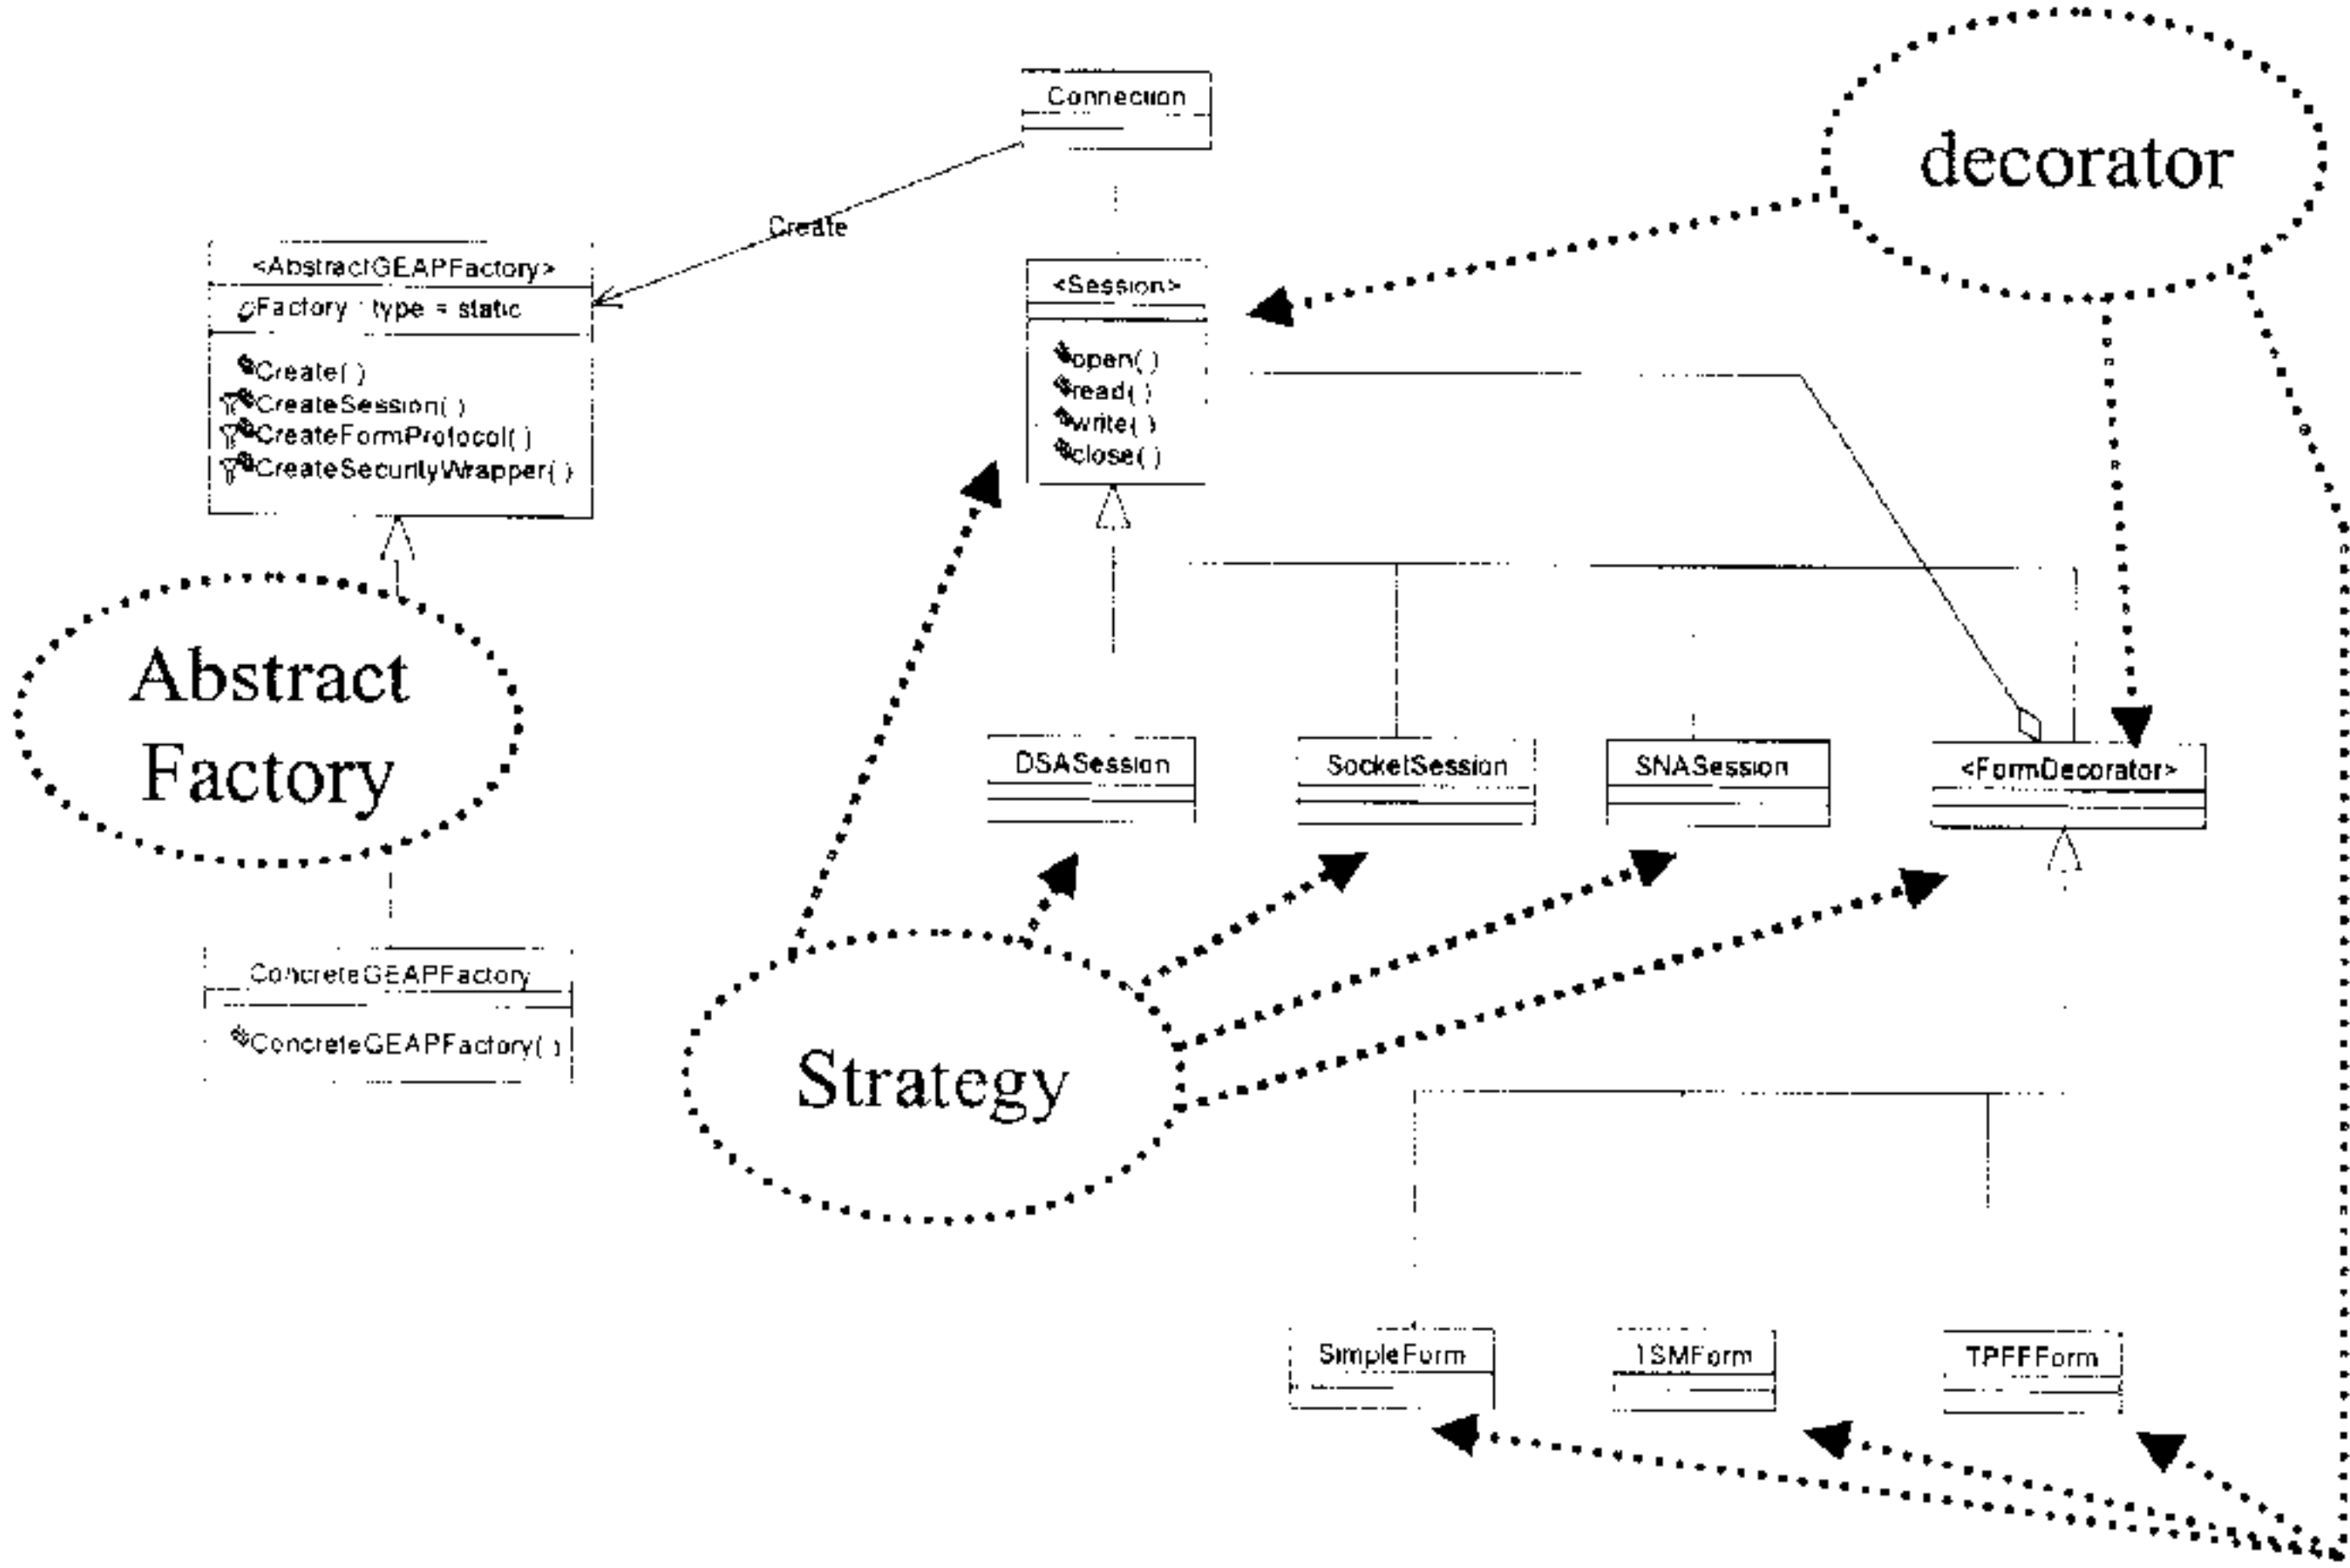 Connection
decorator
Create
<AbstractGEAPFactory>
Factory : type = static
Create( )
CreateSession( )
CreateFormProtocol( )
CreateSecurityWrapper( )
<Session>
open( )
read( )
write( )
close( )
Abstract
Factory
DSASession
SocketSession
SNASession
<FormDecorator>
ConcreteGEAPFactory
ConcreteGEAPFactory( )
Strategy
SimpleForm
TPFFForm